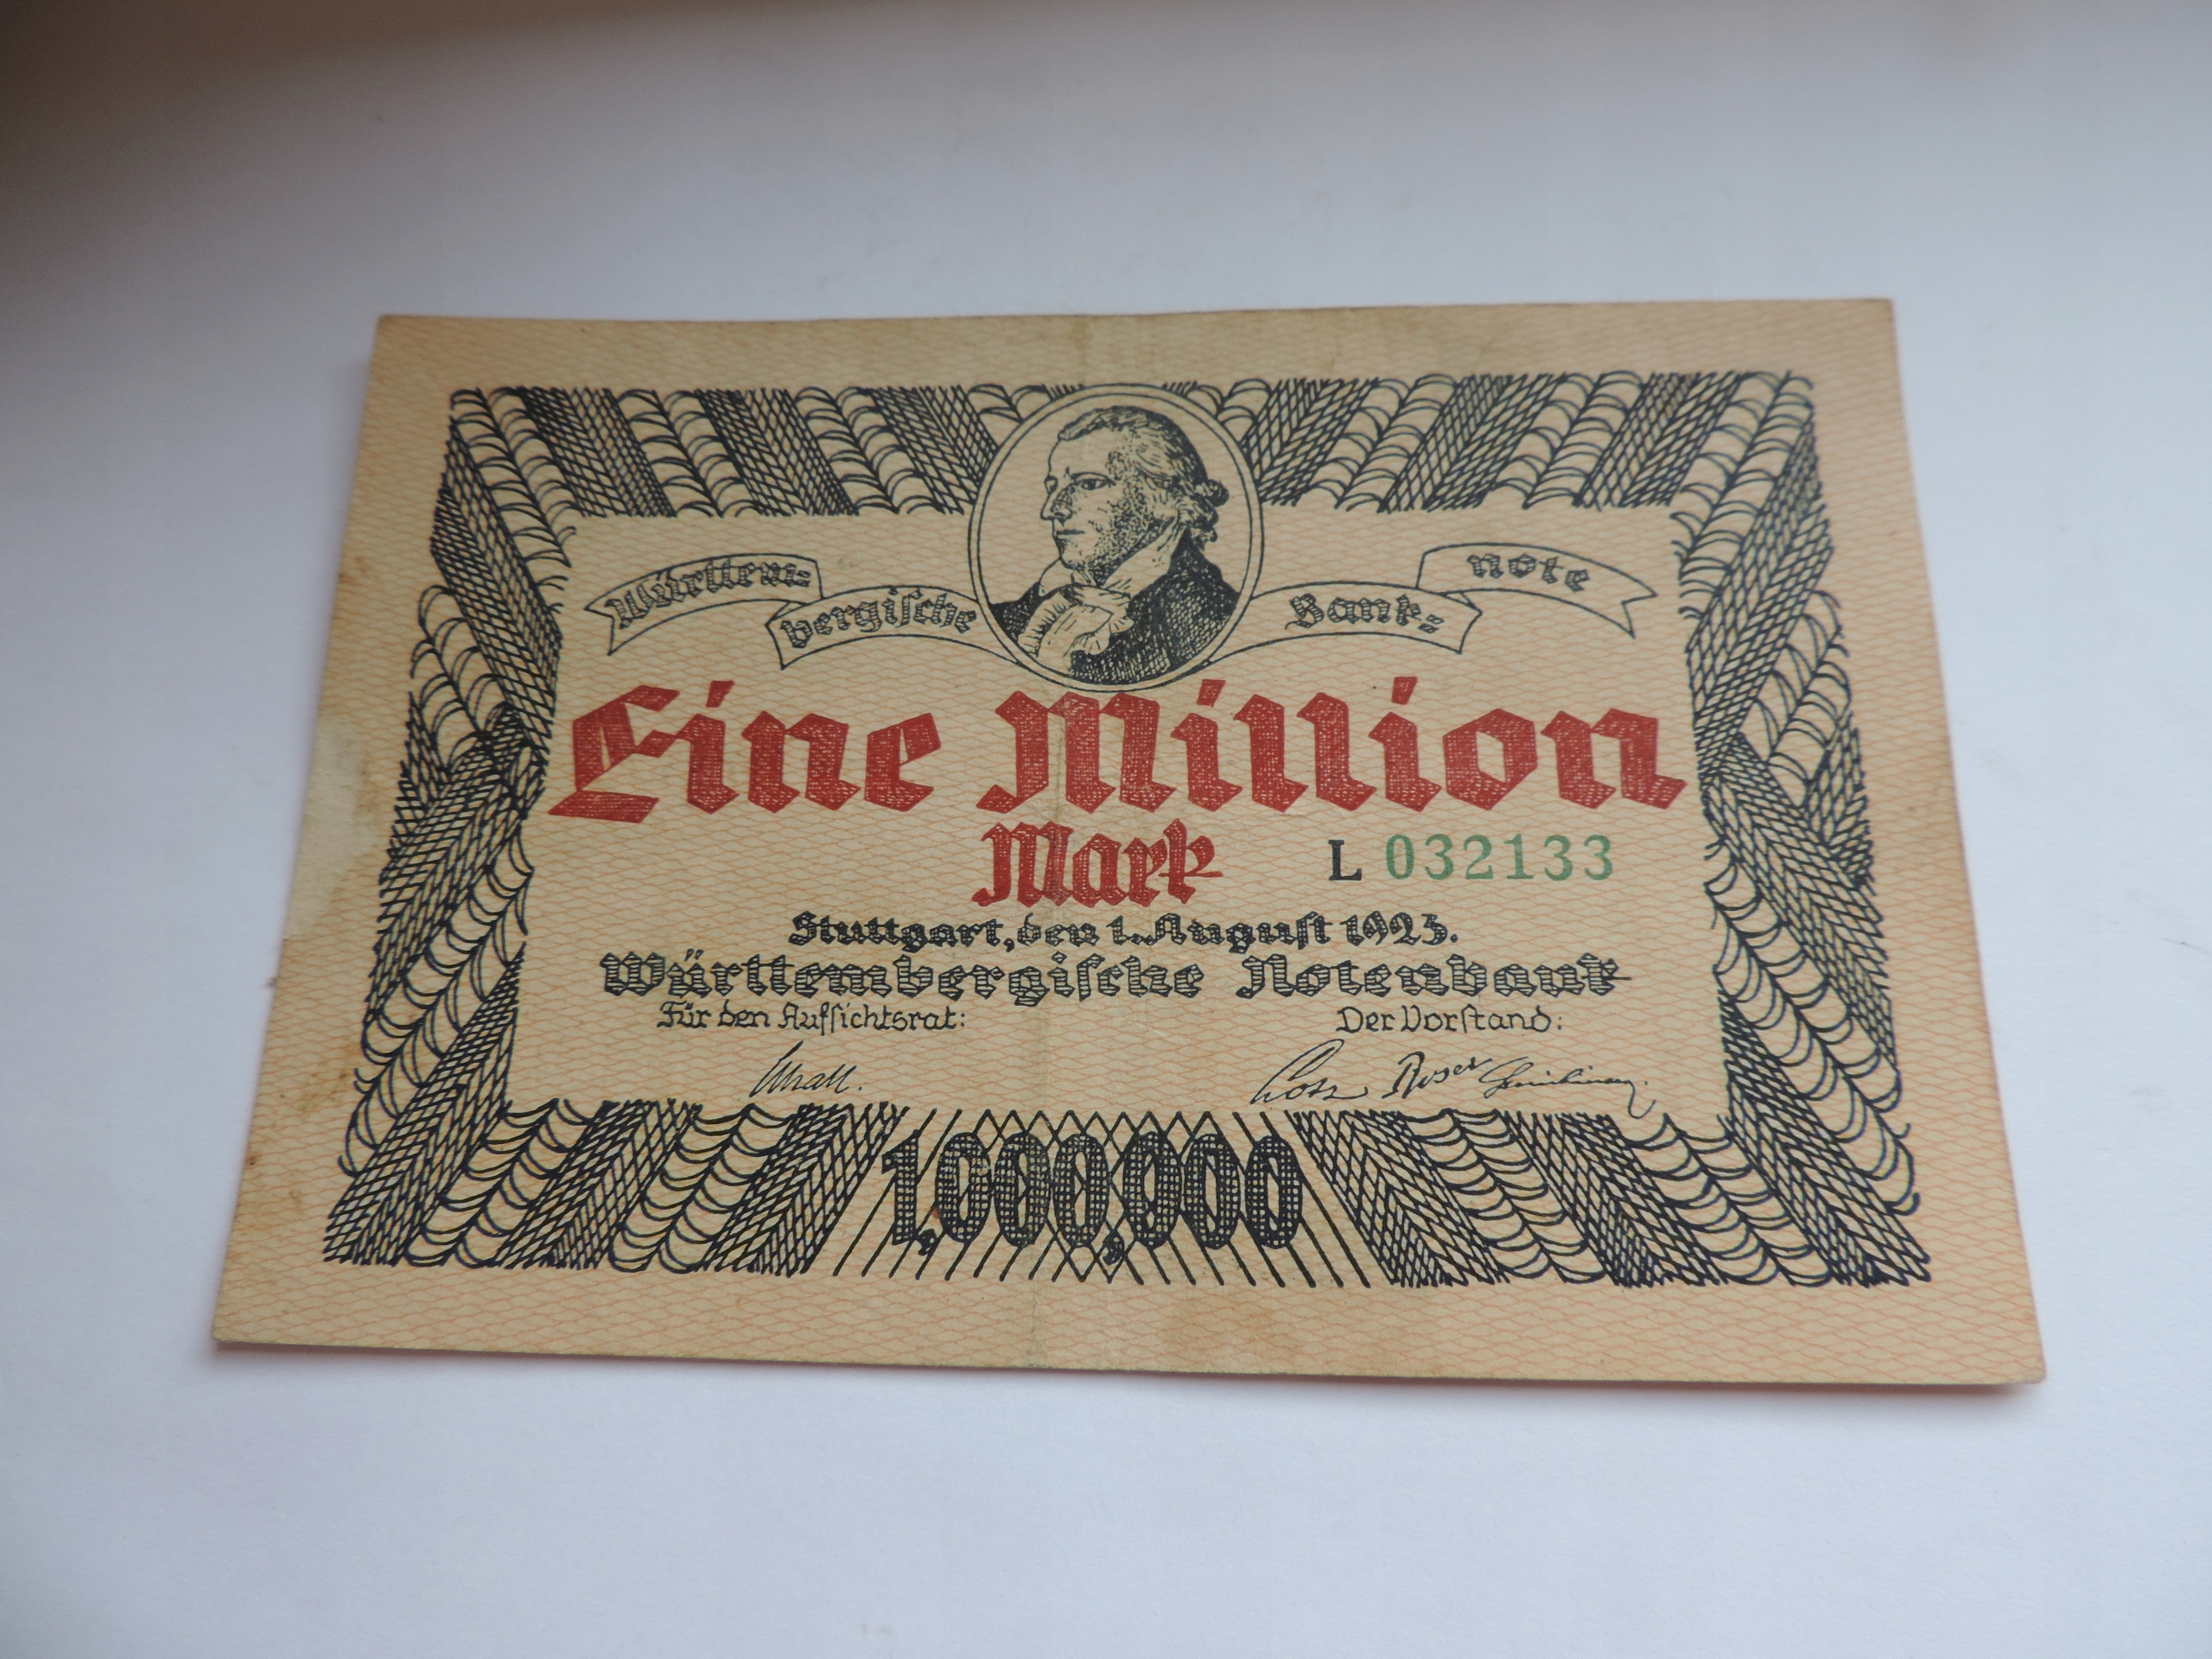 Württem=
bergische
Bank=
note
Eine Million
Mark
L 032133
Stuttgart, den 1. August 1923.
Württembergische Notenbank
Für den Aufsichtsrat:
Der Vorstand:
Roser
1,000,000